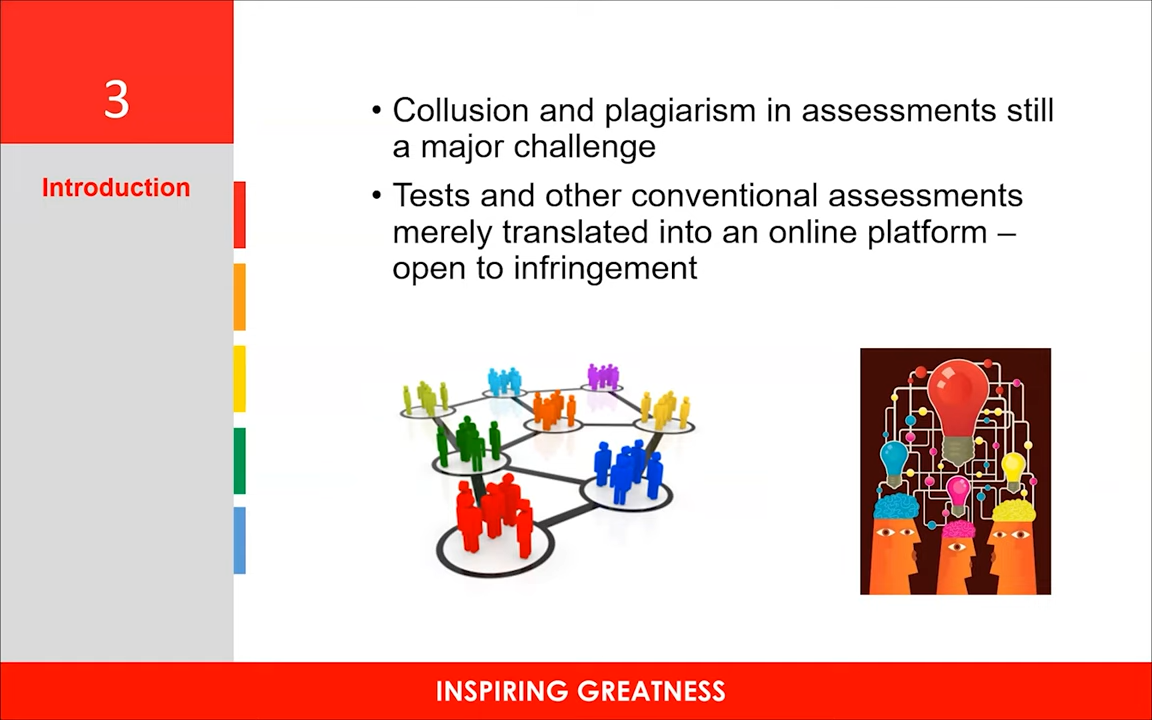 3
Introduction
• Collusion and plagiarism in assessments still
a major challenge
• Tests and other conventional assessments
merely translated into an online platform –
open to infringement
INSPIRING GREATNESS